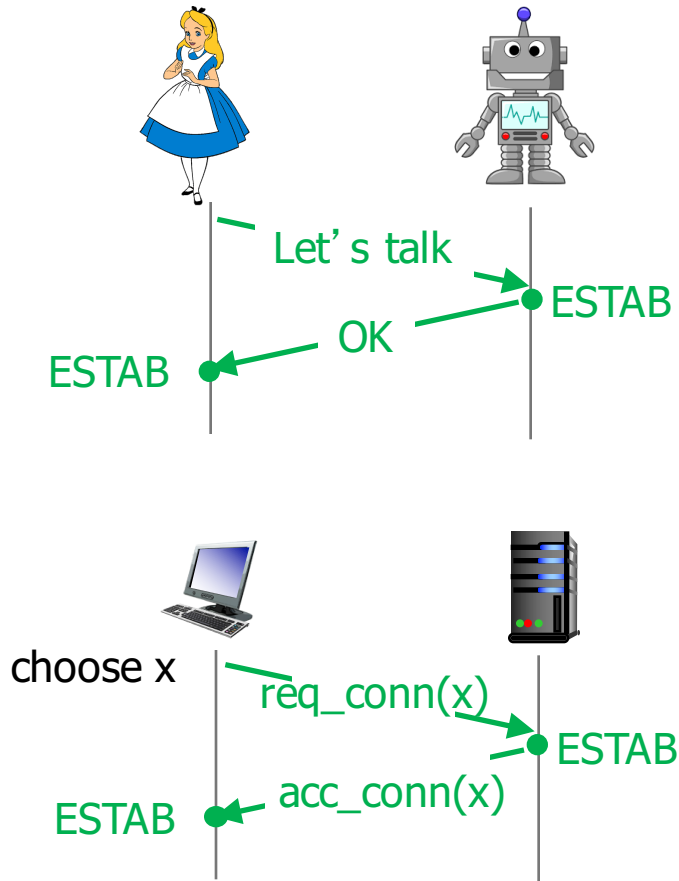 Let’s talk
ESTAB
OK
ESTAB
choose x
req_conn(x)
ESTAB
acc_conn(x)
ESTAB